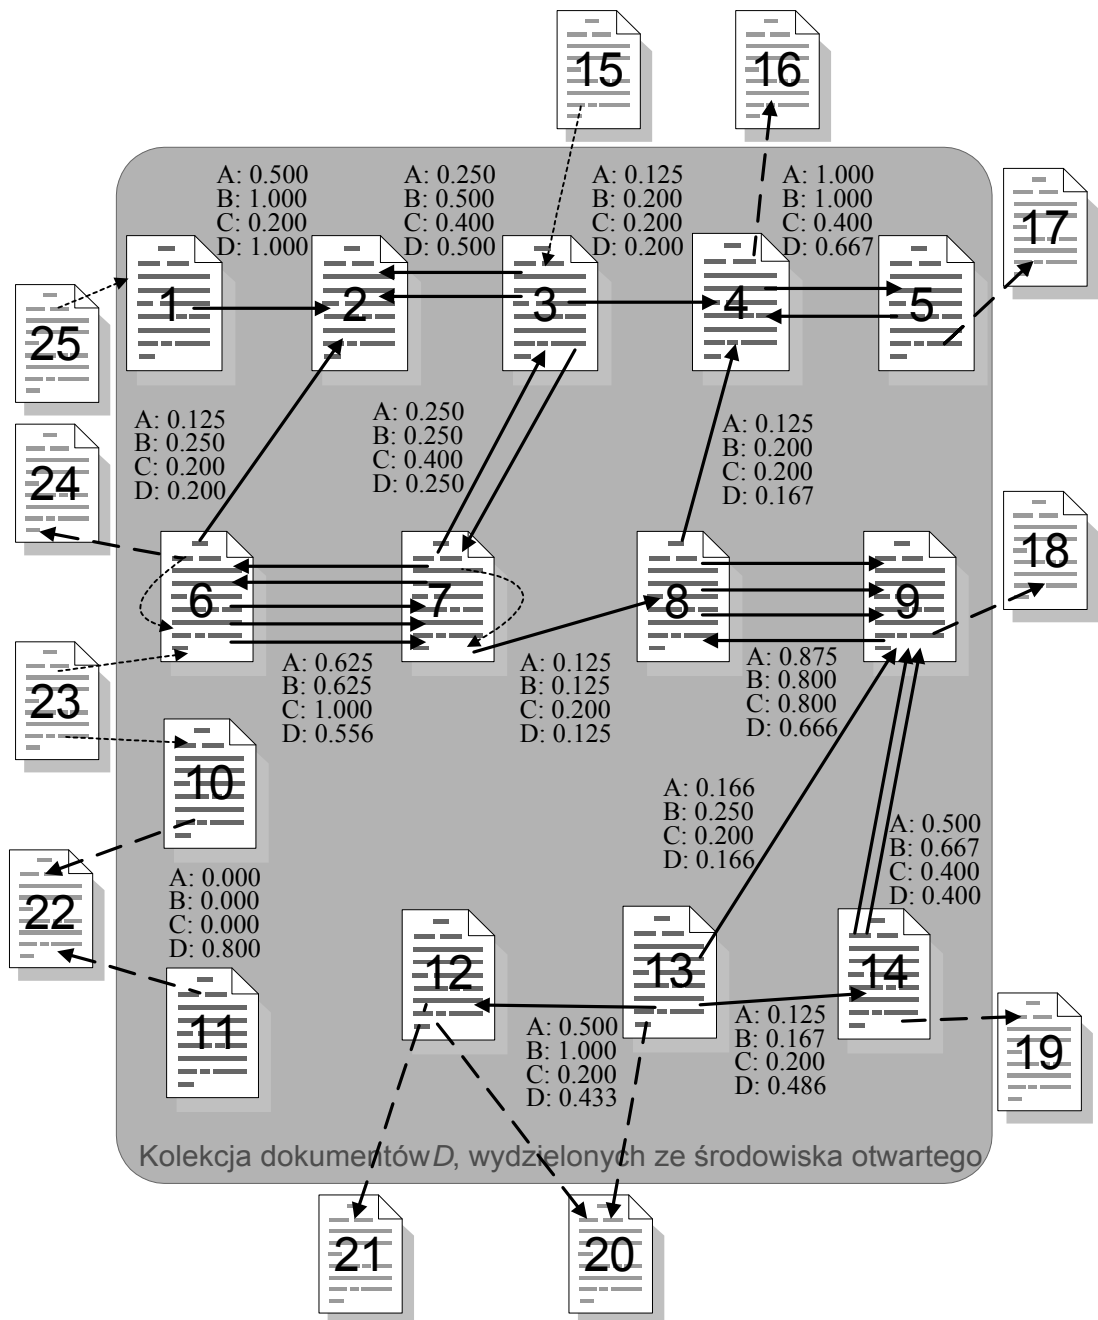 15
16
A: 0.500
B: 1.000
C: 0.200
D: 1.000
A: 0.250
B: 0.500
C: 0.400
D: 0.500
A: 0.125
B: 0.200
C: 0.200
D: 0.200
A: 1.000
B: 1.000
C: 0.400
D: 0.667
17
25
1
2
3
4
5
24
A: 0.125
B: 0.250
C: 0.200
D: 0.200
A: 0.250
B: 0.250
C: 0.400
D: 0.250
A: 0.125
B: 0.200
C: 0.200
D: 0.167
18
6
7
8
9
23
A: 0.625
B: 0.625
C: 1.000
D: 0.556
A: 0.125
B: 0.125
C: 0.200
D: 0.125
A: 0.875
B: 0.800
C: 0.800
D: 0.666
10
A: 0.166
B: 0.250
C: 0.200
D: 0.166
A: 0.500
B: 0.667
C: 0.400
D: 0.400
22
A: 0.000
B: 0.000
C: 0.000
D: 0.800
11
12
13
14
A: 0.500
B: 1.000
C: 0.200
D: 0.433
A: 0.125
B: 0.167
C: 0.200
D: 0.486
19
Kolekcja dokumentów D, wydzielonych ze środowiska otwartego
21
20